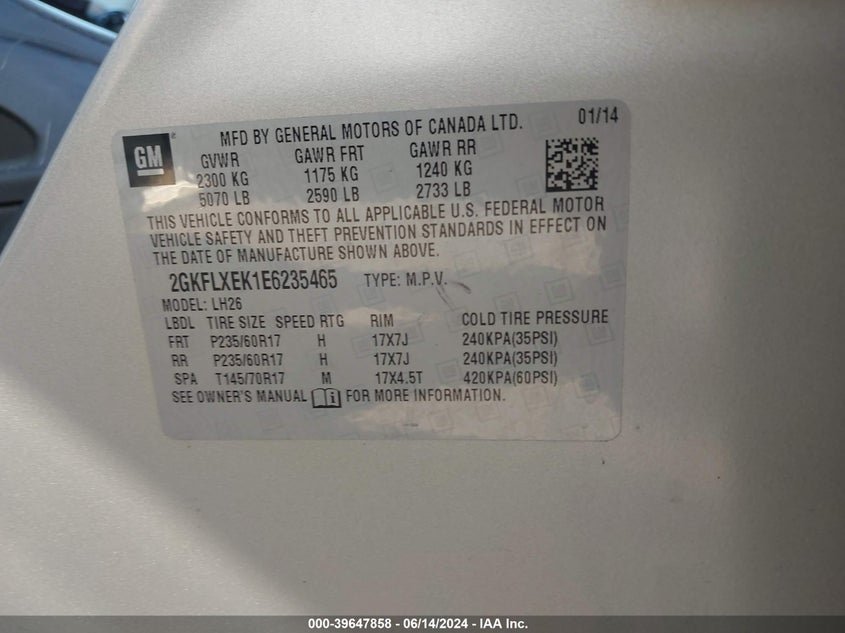 GM
MFD BY GENERAL MOTORS OF CANADA LTD. 01/14
GVWR GAWR FRT GAWR RR
2300 KG 1175 KG 1240 KG
5070 LB 2590 LB 2733 LB
THIS VEHICLE CONFORMS TO ALL APPLICABLE U.S. FEDERAL MOTOR
VEHICLE SAFETY AND THEFT PREVENTION STANDARDS IN EFFECT ON
THE DATE OF MANUFACTURE SHOWN ABOVE.
2GKFLXEK1E6235465 TYPE: M.P.V.
MODEL: LH26
LBDL TIRE SIZE SPEED RTG RIM COLD TIRE PRESSURE
FRT P235/60R17 H 17X7J 240KPA(35PSI)
RR P235/60R17 H 17X7J 240KPA(35PSI)
SPA T145/70R17 M 17X4.5T 420KPA(60PSI)
SEE OWNER'S MANUAL i FOR MORE INFORMATION.
000-39647858 - 06/14/2024 - IAA Inc.